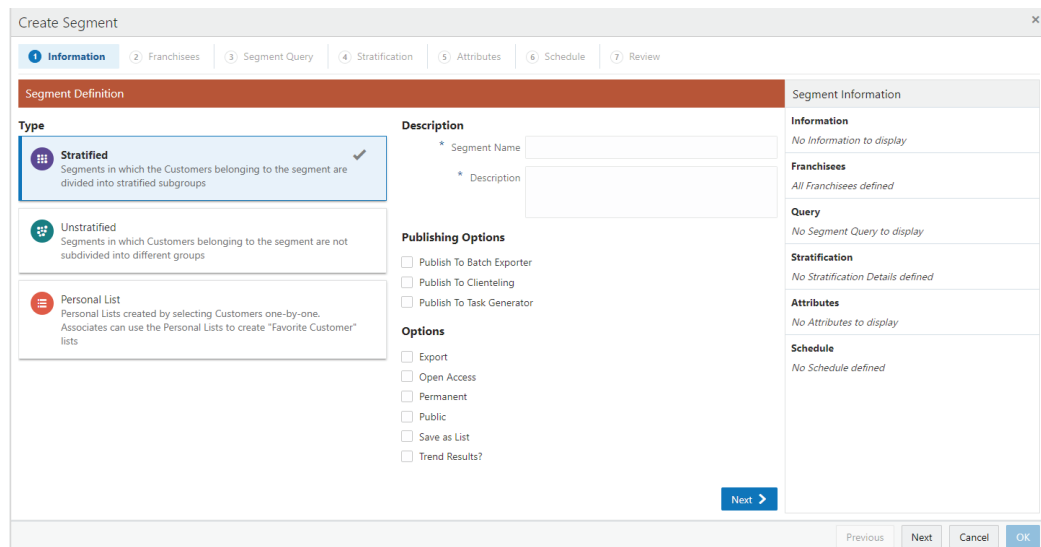 Create Segment
×
1 Information 2 Franchisees 3 Segment Query 4 Stratification 5 Attributes 6 Schedule 7 Review
Segment Definition
Type
Stratified
Segments in which the Customers belonging to the segment are
divided into stratified subgroups
Unstratified
Segments in which Customers belonging to the segment are not
subdivided into different groups
Personal List
Personal Lists created by selecting Customers one-by-one.
Associates can use the Personal Lists to create "Favorite Customer"
lists
Description
* Segment Name
* Description
Publishing Options
Publish To Batch Exporter
Publish To Clienteling
Publish To Task Generator
Options
Export
Open Access
Permanent
Public
Save as List
Trend Results?
Next
Segment Information
Information
No Information to display
Franchisees
All Franchisees defined
Query
No Segment Query to display
Stratification
No Stratification Details defined
Attributes
No Attributes to display
Schedule
No Schedule defined
Previous Next Cancel OK